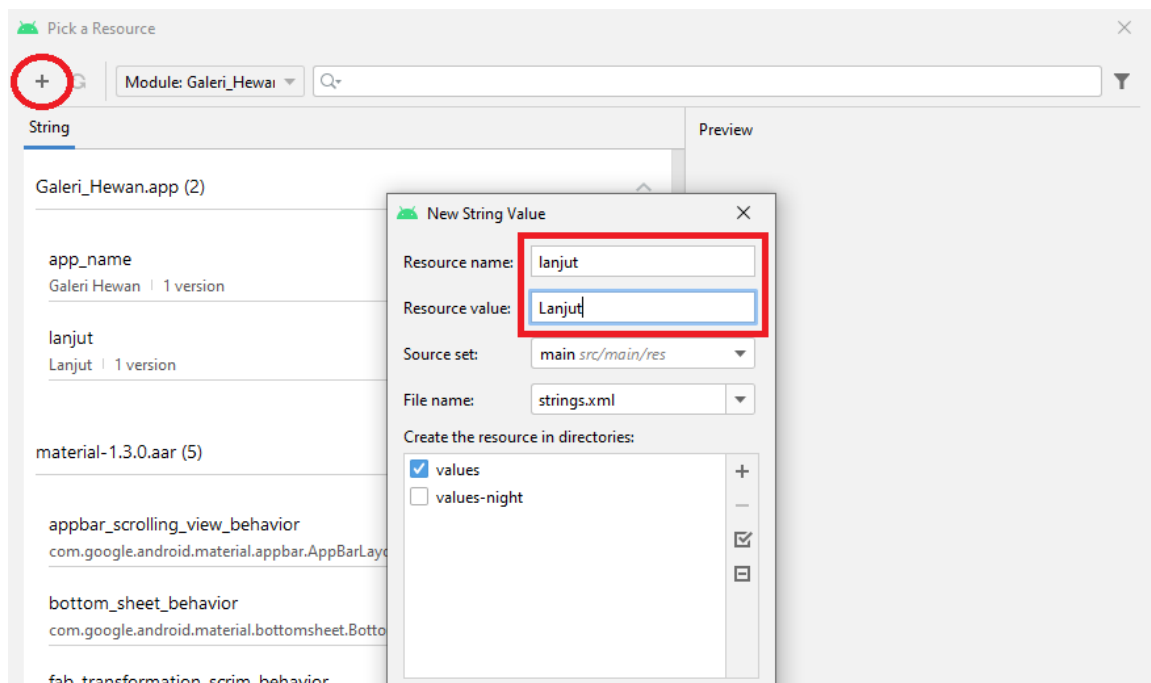 Pick a Resource
Module: Galeri_Hewai
String
Preview
Galeri_Hewan.app (2)
app_name
Galeri Hewan | 1 version
lanjut
Lanjut | 1 version
material-1.3.0.aar (5)
appbar_scrolling_view_behavior
com.google.android.material.appbar.AppBarLayo
bottom_sheet_behavior
com.google.android.material.bottomsheet.Botto
fab_transformation_scrim_behavior
New String Value
Resource name: lanjut
Resource value: Lanjut
Source set: main src/main/res
File name: strings.xml
Create the resource in directories:
values
values-night